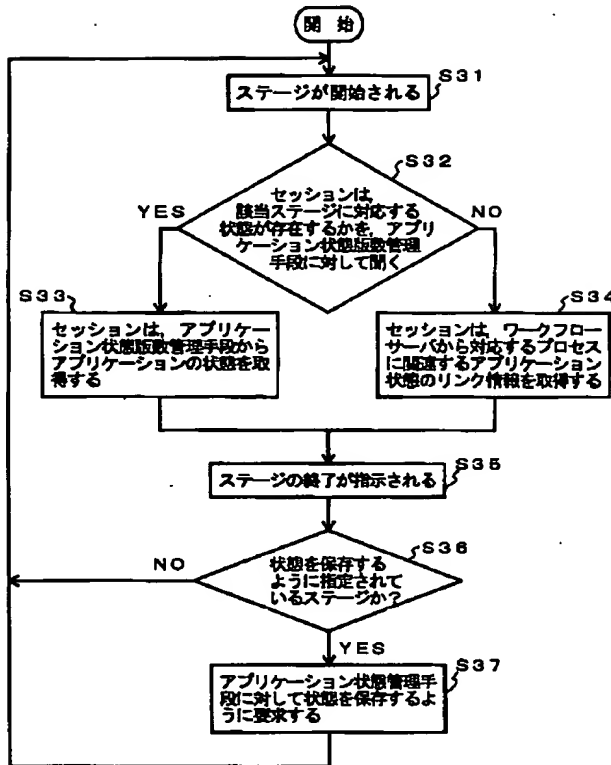 開 始
S31
ステージが開始される
S32
セッションは,
該当ステージに対応する
状態が存在するかを, アプリ
ケーション状態版数管理
手段に対して聞く
YES
NO
S33
セッションは, アプリケー
ション状態版数管理手段から
アプリケーションの状態を取
得する
S34
セッションは, ワークフロー
サーバから対応するプロセス
に関連するアプリケーション
状態のリンク情報を取得する
S35
ステージの終了が指示される
S36
状態を保存する
ように指定されて
いるステージか?
NO
YES
S37
アプリケーション状態管理手
段に対して状態を保存するよ
うに要求する